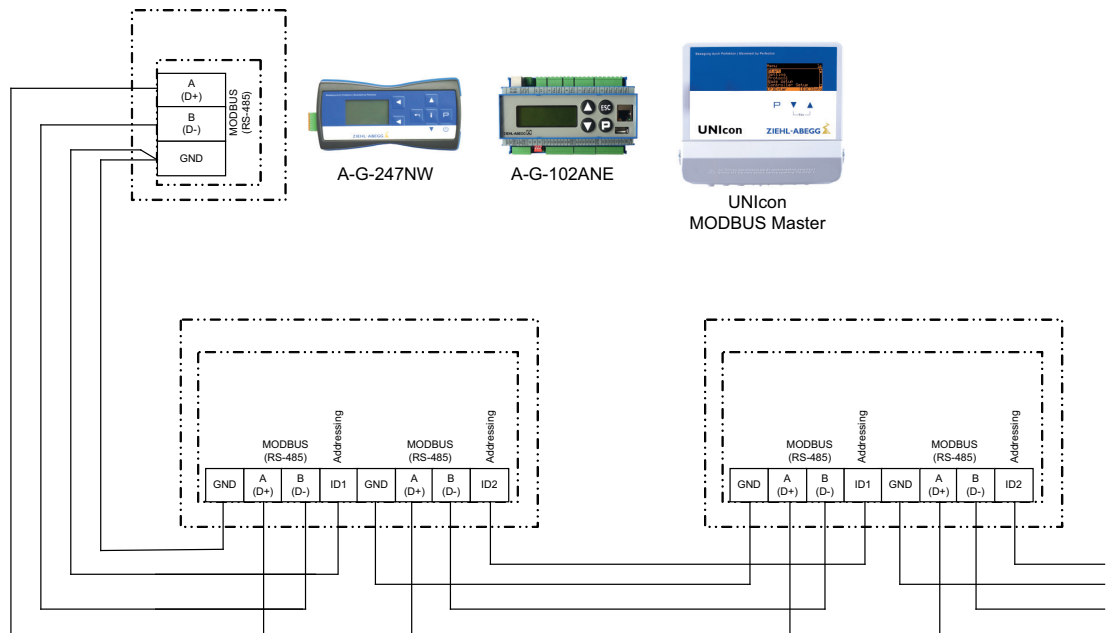 A
(D+)
B
(D-)
GND
MODBUS
(RS-485)
ZIEHL-ABEGG
A-G-247NW
ESC
P
ZIEHL-ABEGG
A-G-102ANE
Menu
Start
P
UNIcon
ZIEHL-ABEGG
UNIcon
MODBUS Master
MODBUS
(RS-485)
Addressing
MODBUS
(RS-485)
Addressing
GND
A
(D+)
B
(D-)
ID1
GND
A
(D+)
B
(D-)
ID2
MODBUS
(RS-485)
Addressing
MODBUS
(RS-485)
Addressing
GND
A
(D+)
B
(D-)
ID1
GND
A
(D+)
B
(D-)
ID2